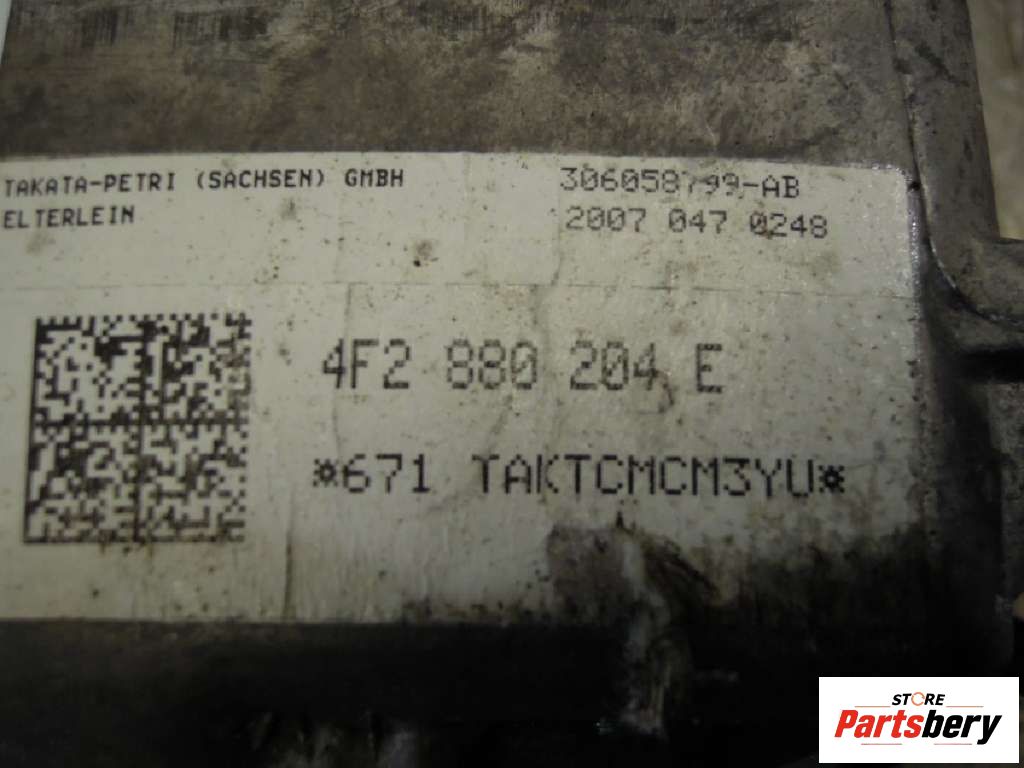 TAKATA-PETRI (SACHSEN) GMBH
ELTERLEIN
306058799-AB
2007 047 0248
4F2 880 204 E
*671 TAKTCMCM3YU*
STORE
Partsbery